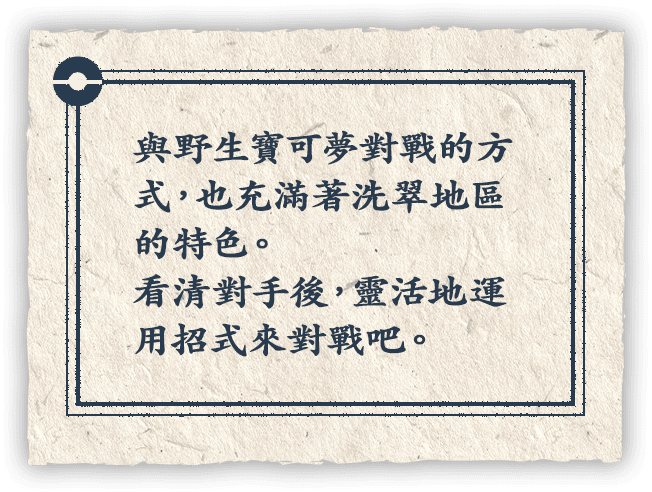 與野生寶可夢對戰的方
式，也充滿著洗翠地區
的特色。
看清對手後，靈活地運
用招式來對戰吧。